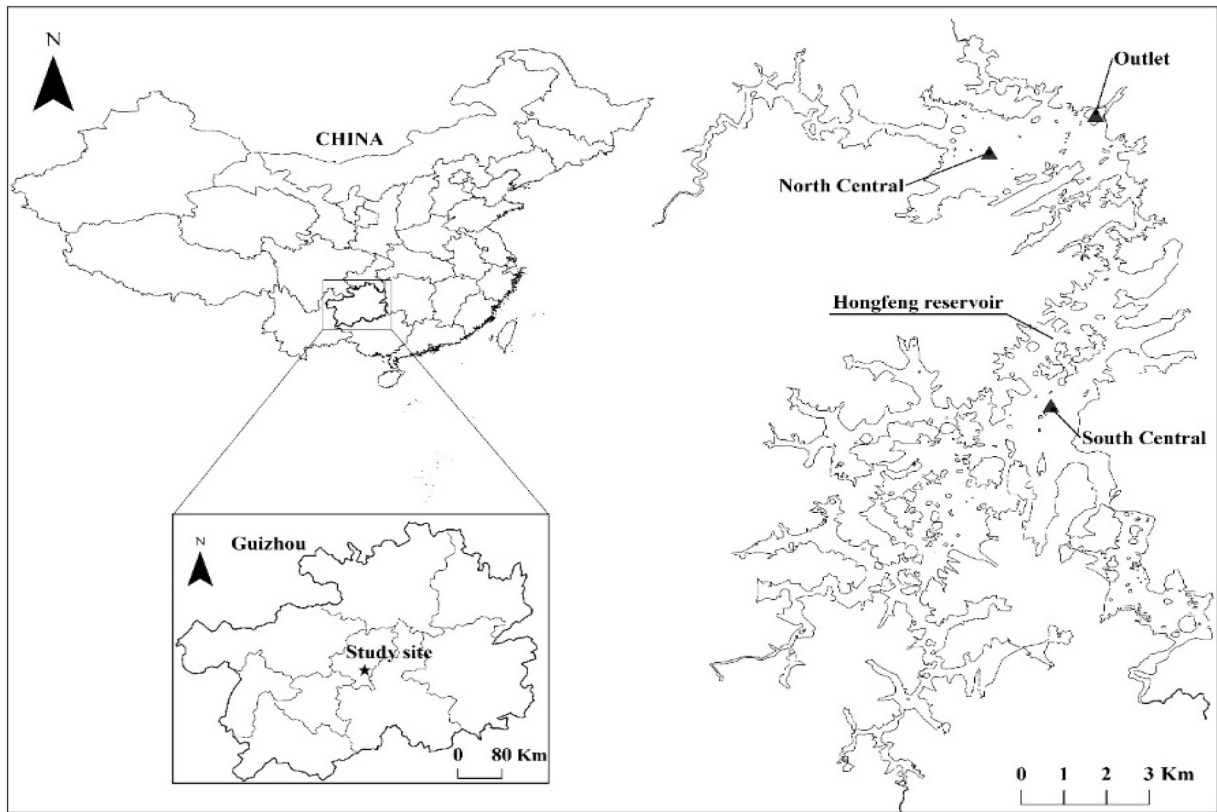 N
CHINA
Outlet
North Central
Hongfeng reservoir
South Central
N
Guizhou
Study site
0 80 Km
0 1 2 3 Km